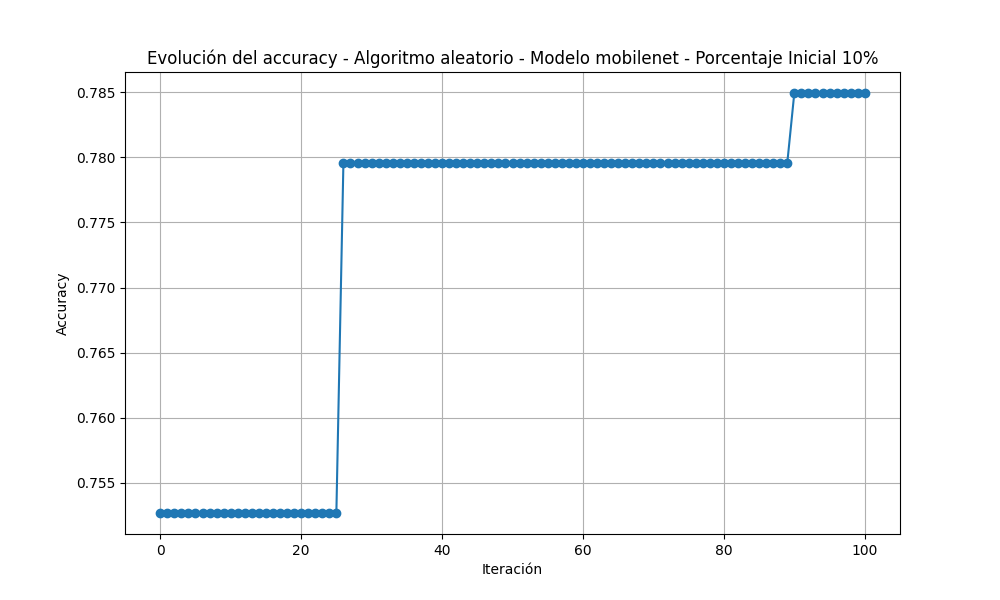 Evolución del accuracy - Algoritmo aleatorio - Modelo mobilenet - Porcentaje Inicial 10%
0.785
0.780
0.775
0.770
0.765
0.760
0.755
Accuracy
0 20 40 60 80 100
Iteración